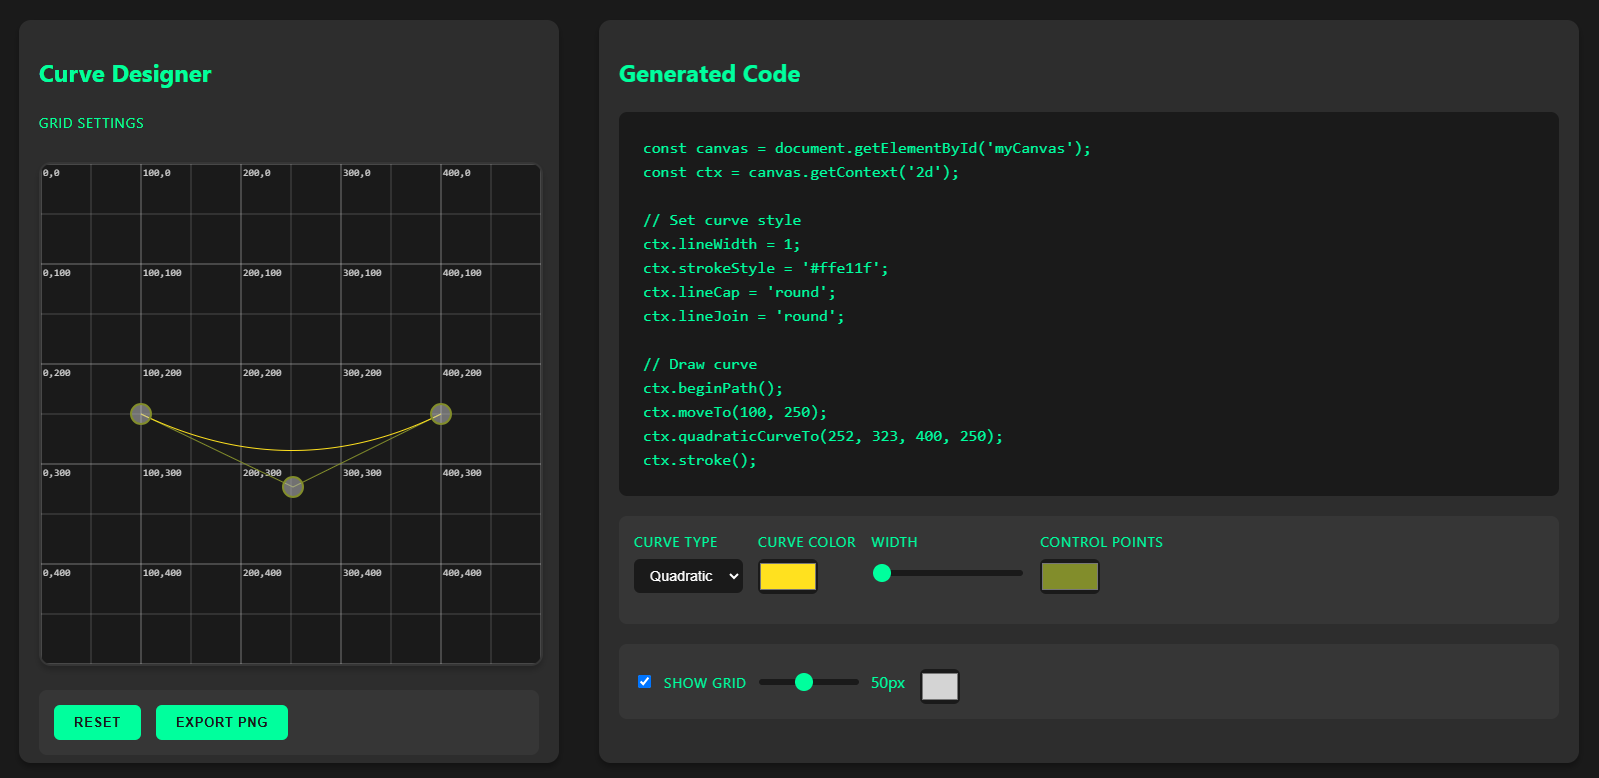 Curve Designer
GRID SETTINGS
0,0 100,0 200,0 300,0 400,0
0,100 100,100 200,100 300,100 400,100
0,200 100,200 200,200 300,200 400,200
0,300 100,300 200,300 300,300 400,300
0,400 100,400 200,400 300,400 400,400
RESET EXPORT PNG
Generated Code
const canvas = document.getElementById('myCanvas');
const ctx = canvas.getContext('2d');
// Set curve style
ctx.lineWidth = 1;
ctx.strokeStyle = '#ffe11f';
ctx.lineCap = 'round';
ctx.lineJoin = 'round';
// Draw curve
ctx.beginPath();
ctx.moveTo(100, 250);
ctx.quadraticCurveTo(252, 323, 400, 250);
ctx.stroke();
CURVE TYPE CURVE COLOR WIDTH CONTROL POINTS
Quadratic
SHOW GRID 50px